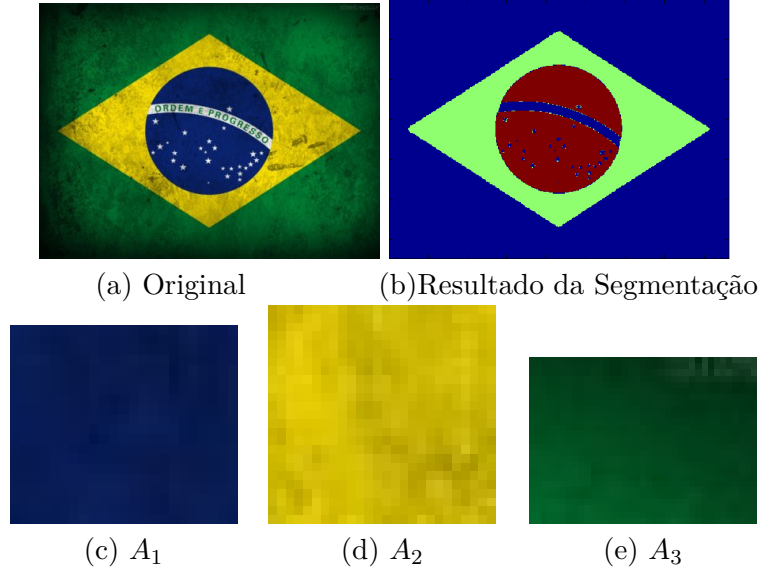 ORDEM E PROGRESSO
(a) Original
(b)Resultado da Segmentação
(c) A₁
(d) A₂
(e) A₃